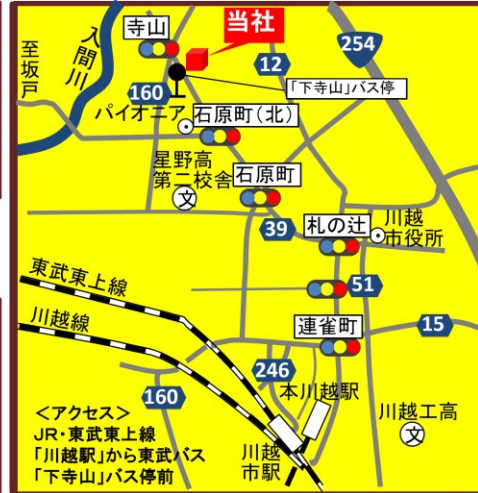 寺山
当社
254
入間川
至坂戸
12
160
「下寺山」バス停
パイオニア
石原町(北)
星野高
第二校舎
文
石原町
39
札の辻
川越
市役所
東武東上線
51
川越線
連雀町
15
246
160
本川越駅
川越工高
文
<アクセス>
JR・東武東上線
「川越駅」から東武バス
「下寺山」バス停前
川越
市駅